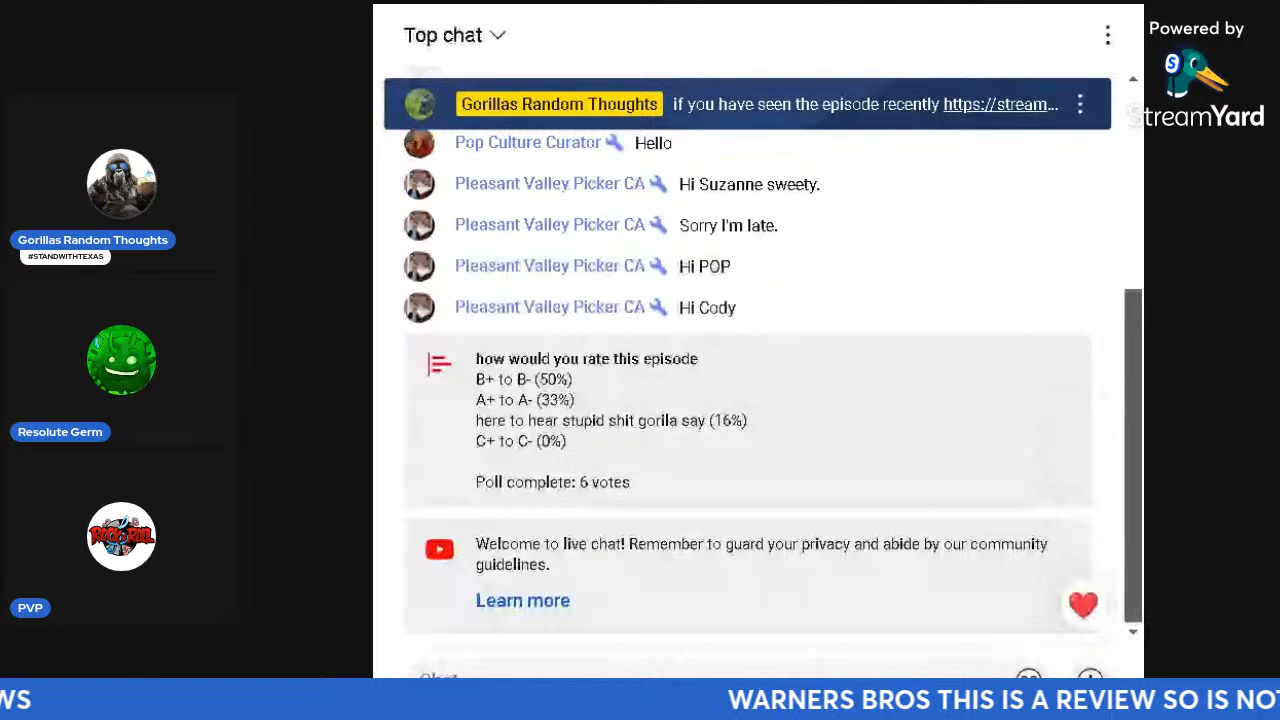 Top chat
Powered by
StreamYard
Gorillas Random Thoughts if you have seen the episode recently https://stream...
Pop Culture Curator Hello
Pleasant Valley Picker CA Hi Suzanne sweety.
Pleasant Valley Picker CA Sorry I'm late.
Pleasant Valley Picker CA Hi POP
Pleasant Valley Picker CA Hi Cody
how would you rate this episode
B+ to B- (50%)
A+ to A- (33%)
here to hear stupid shit gorila say (16%)
C+ to C- (0%)
Poll complete: 6 votes
Welcome to live chat! Remember to guard your privacy and abide by our community
guidelines.
Learn more
Gorillas Random Thoughts
#STANDWITHTEXAS
Resolute Germ
PVP
WS WARNERS BROS THIS IS A REVIEW SO IS NOT